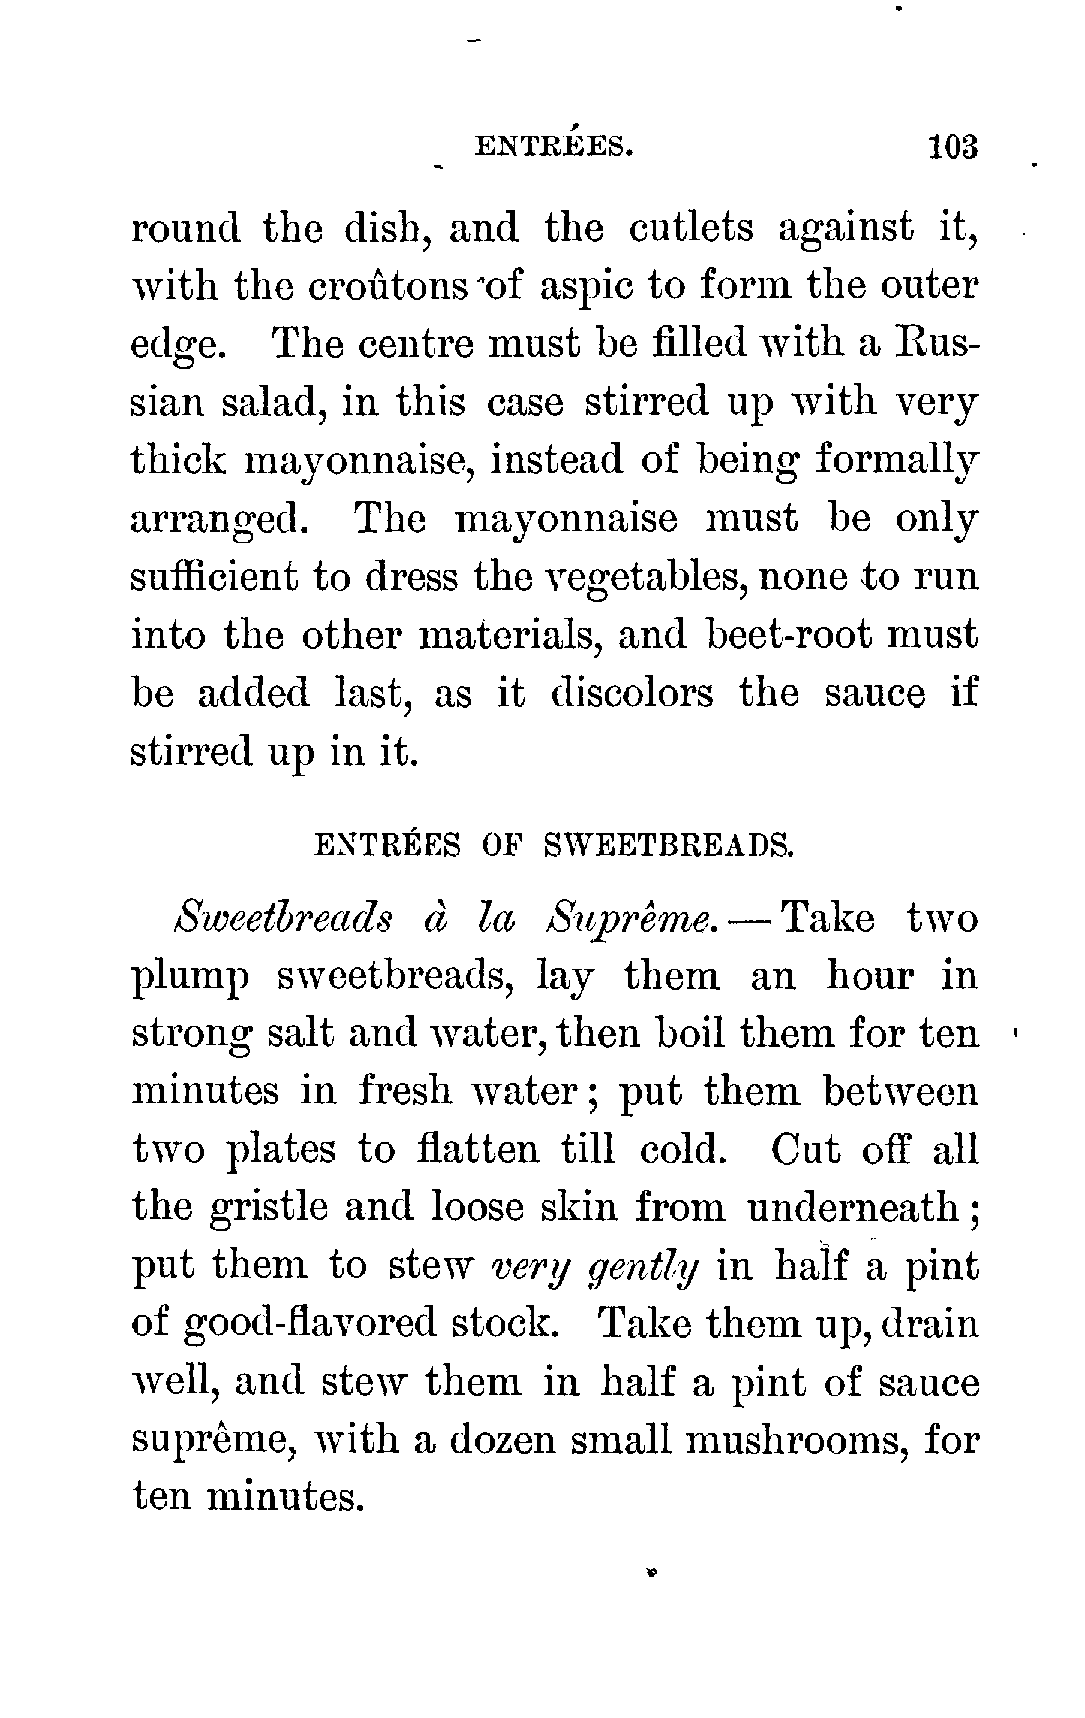 ENTRÉES. 103
round the dish, and the cutlets against it,
with the croûtons of aspic to form the outer
edge. The centre must be filled with a Rus-
sian salad, in this case stirred up with very
thick mayonnaise, instead of being formally
arranged. The mayonnaise must be only
sufficient to dress the vegetables, none to run
into the other materials, and beet-root must
be added last, as it discolors the sauce if
stirred up in it.
ENTRÉES OF SWEETBREADS.
Sweetbreads à la Suprême. — Take two
plump sweetbreads, lay them an hour in
strong salt and water, then boil them for ten
minutes in fresh water; put them between
two plates to flatten till cold. Cut off all
the gristle and loose skin from underneath;
put them to stew very gently in half a pint
of good-flavored stock. Take them up, drain
well, and stew them in half a pint of sauce
suprême, with a dozen small mushrooms, for
ten minutes.